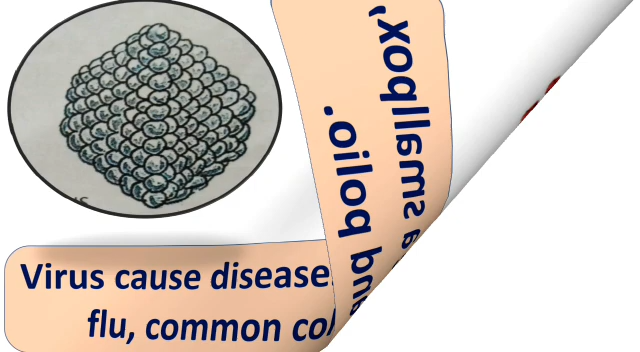 Virus cause disease smallpox,
flu, common col and polio.